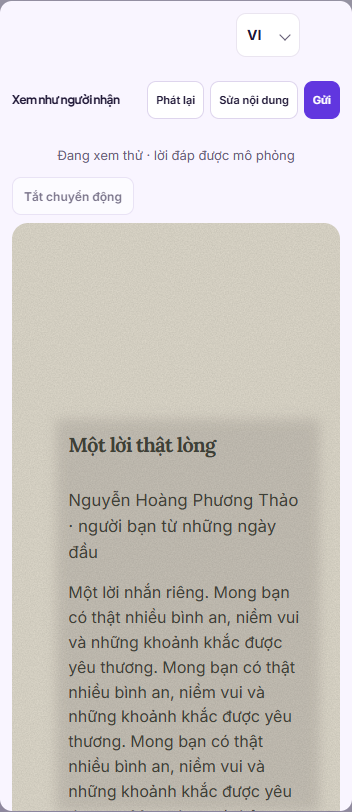 VI
Xem như người nhận
Phát lại
Sửa nội dung
Gửi
Đang xem thử · lời đáp được mô phỏng
Tắt chuyển động
Một lời thật lòng
Nguyễn Hoàng Phương Thảo
· người bạn từ những ngày
đầu
Một lời nhắn riêng. Mong bạn
có thật nhiều bình an, niềm vui
và những khoảnh khắc được
yêu thương. Mong bạn có thật
nhiều bình an, niềm vui và
những khoảnh khắc được yêu
thương. Mong bạn có thật
nhiều bình an, niềm vui và
những khoảnh khắc được yêu